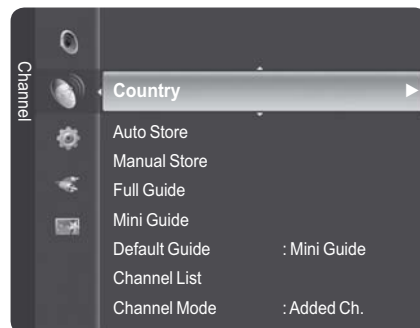 Channel
Country
Auto Store
Manual Store
Full Guide
Mini Guide
Default Guide : Mini Guide
Channel List
Channel Mode : Added Ch.